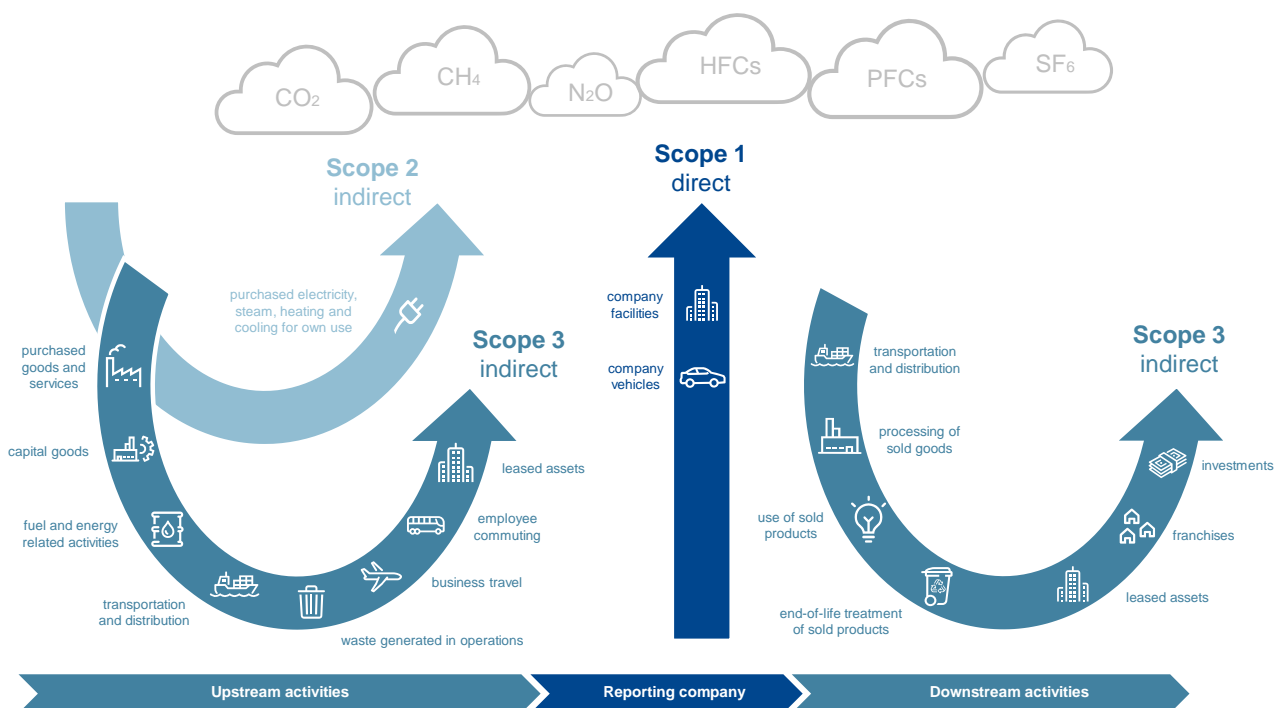 CO2
CH4
N2O
HFCs
PFCs
SF6
Scope 2
indirect
purchased electricity,
steam, heating and
cooling for own use
Scope 1
direct
company
facilities
company
vehicles
Scope 3
indirect
purchased
goods and
services
capital goods
fuel and energy
related activities
transportation
and distribution
waste generated in operations
business travel
employee
commuting
leased assets
Scope 3
indirect
transportation
and distribution
processing of
sold goods
use of sold
products
end-of-life treatment
of sold products
leased assets
franchises
investments
Upstream activities
Reporting company
Downstream activities